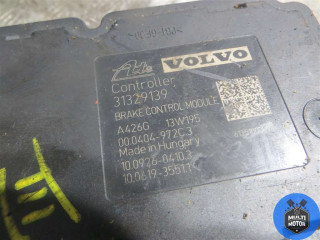 Ate VOLVO
Controller
31329139
BRAKE CONTROL MODULE
A426G 13W195
00.0404-972C.3
Made in Hungary
10.0926-0410.3
10.0619-3551.1
MULTI
MOTOR